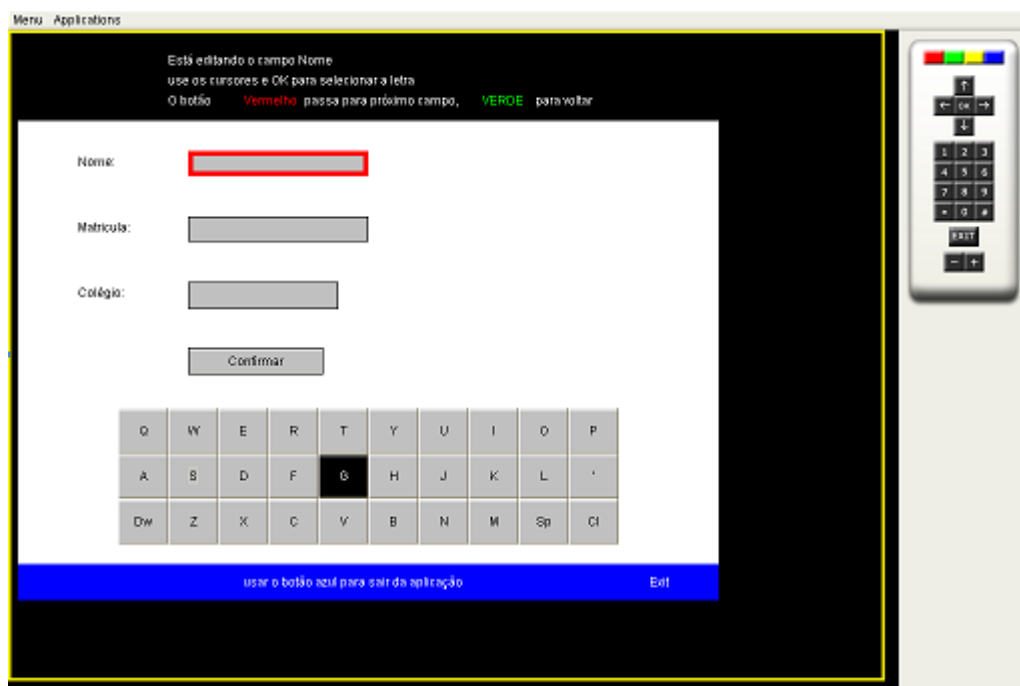 Menu Applications
Está editando o campo Nome
use os cursores e OK para selecionar a letra
O botão Vermelho passa para próximo campo, VERDE para voltar
Nome:
Matricula:
Colégio:
Confirmar
Q W E R T Y U I O P
A S D F G H J K L '
Dw Z X C V B N M Sp Cl
usar o botão azul para sair da aplicação Exit
OK
1 2 3
4 5 6
7 8 9
* 0 #
EXIT
- +